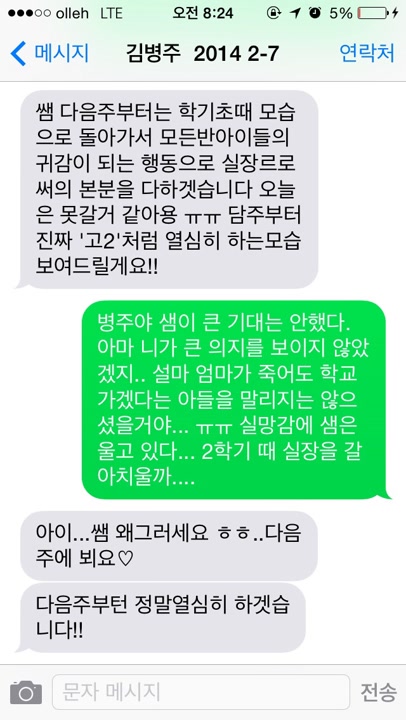 olleh LTE 오전 8:24 5%
메시지 김병주 2014 2-7 연락처
쌤 다음주부터는 학기초때 모습
으로 돌아가서 모든반아이들의
귀감이 되는 행동으로 실장르로
써의 본분을 다하겟습니다 오늘
은 못갈거 같아용 ㅠㅠ 담주부터
진짜 '고2'처럼 열심히 하는모습
보여드릴게요!!
병주야 샘이 큰 기대는 안했다.
아마 니가 큰 의지를 보이지 않았
겠지.. 설마 엄마가 죽어도 학교
가겠다는 아들을 말리지는 않으
셨을거야... ㅠㅠ 실망감에 샘은
울고 있다... 2학기 때 실장을 갈
아치울까....
아이...쌤 왜그러세요 ㅎㅎ..다음
주에 뵈요♡
다음주부턴 정말열심히 하겠습
니다!!
문자 메시지 전송